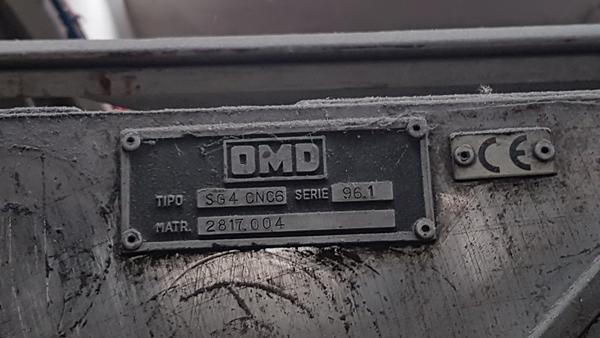 OMD
TIPO SG4 CNC6 SERIE 96.1
MATR. 2817.004
CE